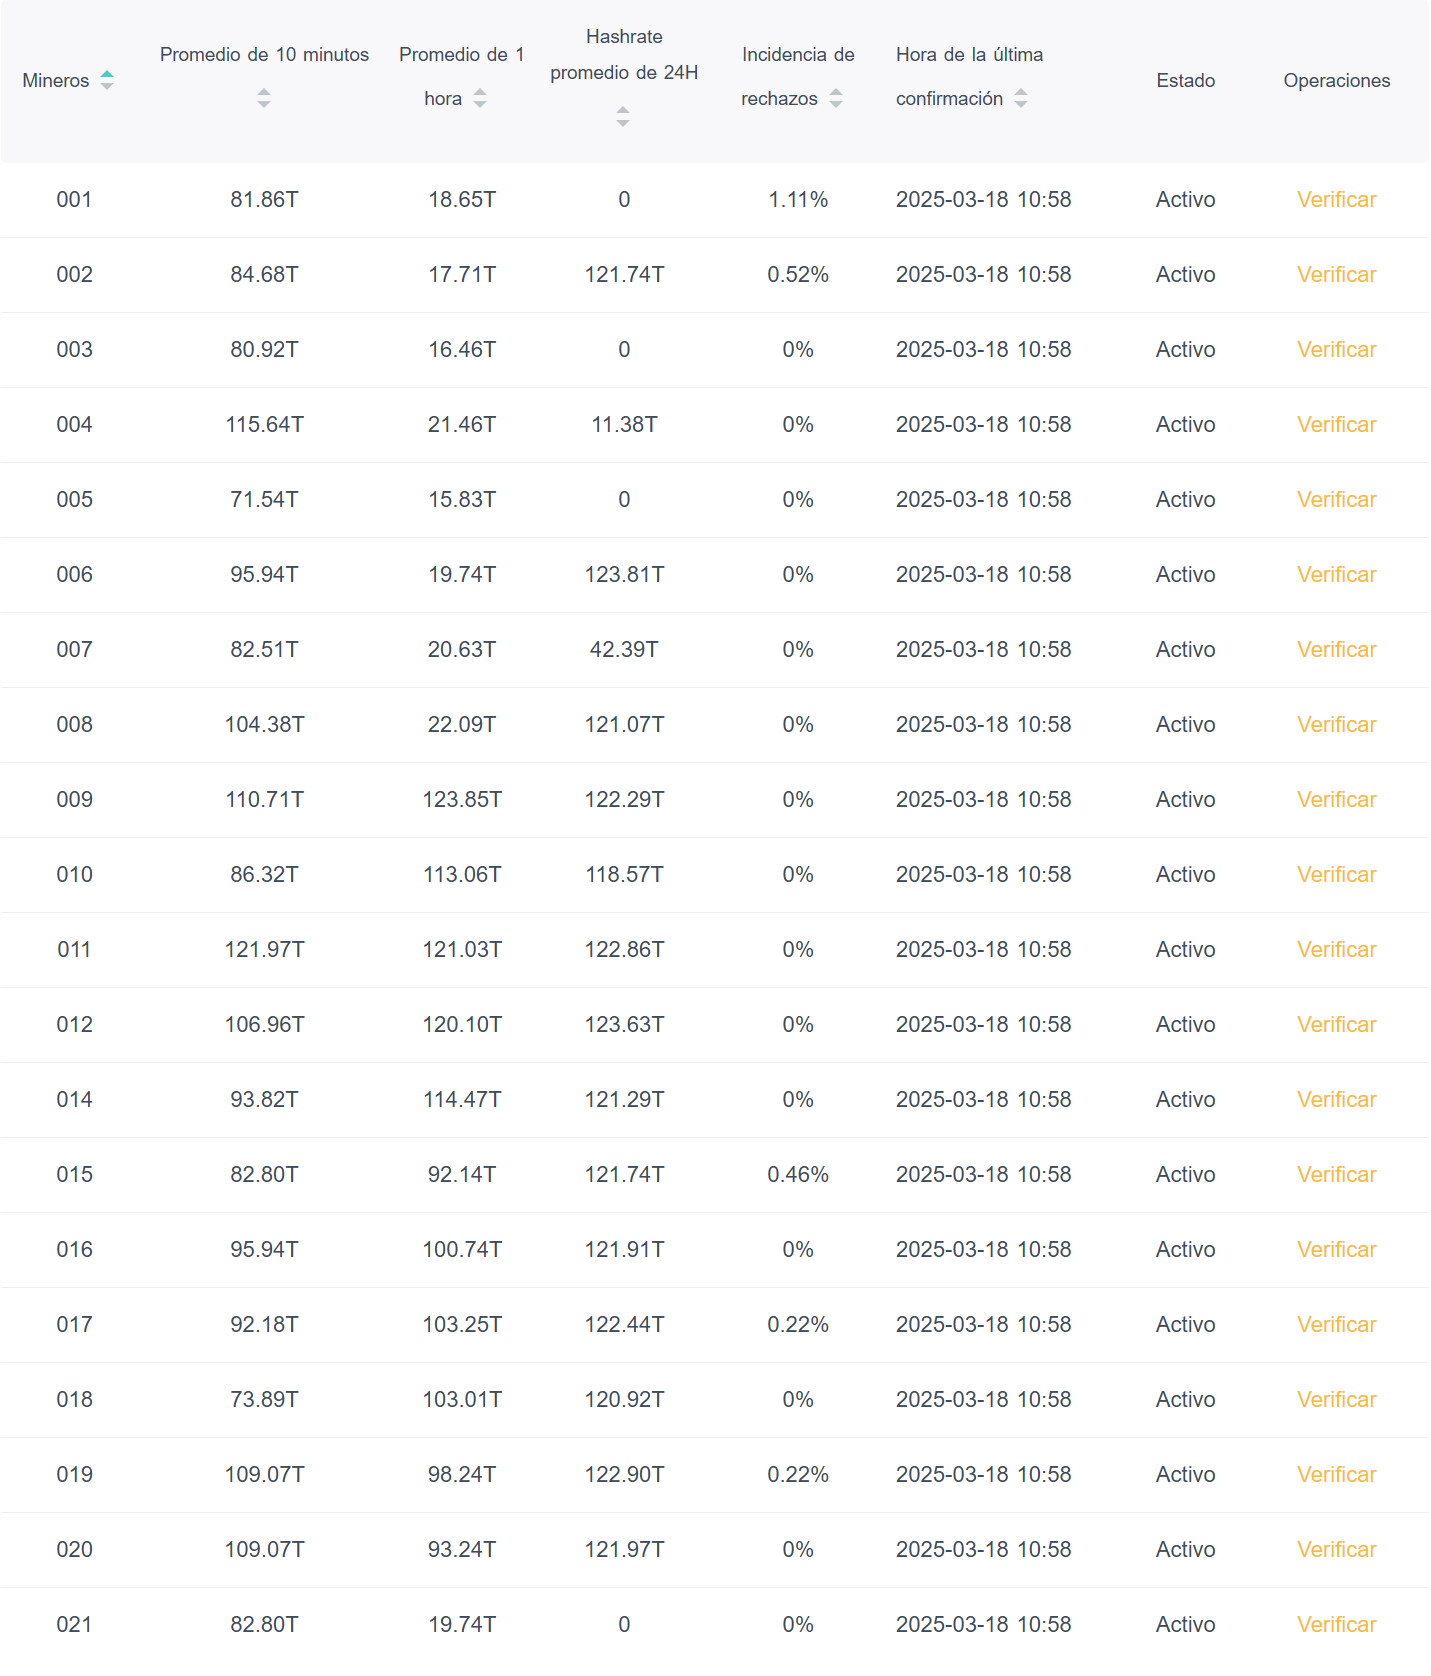 Mineros Promedio de 10 minutos Promedio de 1 hora Hashrate promedio de 24H Incidencia de rechazos Hora de la última confirmación Estado Operaciones
001 81.86T 18.65T 0 1.11% 2025-03-18 10:58 Activo Verificar
002 84.68T 17.71T 121.74T 0.52% 2025-03-18 10:58 Activo Verificar
003 80.92T 16.46T 0 0% 2025-03-18 10:58 Activo Verificar
004 115.64T 21.46T 11.38T 0% 2025-03-18 10:58 Activo Verificar
005 71.54T 15.83T 0 0% 2025-03-18 10:58 Activo Verificar
006 95.94T 19.74T 123.81T 0% 2025-03-18 10:58 Activo Verificar
007 82.51T 20.63T 42.39T 0% 2025-03-18 10:58 Activo Verificar
008 104.38T 22.09T 121.07T 0% 2025-03-18 10:58 Activo Verificar
009 110.71T 123.85T 122.29T 0% 2025-03-18 10:58 Activo Verificar
010 86.32T 113.06T 118.57T 0% 2025-03-18 10:58 Activo Verificar
011 121.97T 121.03T 122.86T 0% 2025-03-18 10:58 Activo Verificar
012 106.96T 120.10T 123.63T 0% 2025-03-18 10:58 Activo Verificar
014 93.82T 114.47T 121.29T 0% 2025-03-18 10:58 Activo Verificar
015 82.80T 92.14T 121.74T 0.46% 2025-03-18 10:58 Activo Verificar
016 95.94T 100.74T 121.91T 0% 2025-03-18 10:58 Activo Verificar
017 92.18T 103.25T 122.44T 0.22% 2025-03-18 10:58 Activo Verificar
018 73.89T 103.01T 120.92T 0% 2025-03-18 10:58 Activo Verificar
019 109.07T 98.24T 122.90T 0.22% 2025-03-18 10:58 Activo Verificar
020 109.07T 93.24T 121.97T 0% 2025-03-18 10:58 Activo Verificar
021 82.80T 19.74T 0 0% 2025-03-18 10:58 Activo Verificar